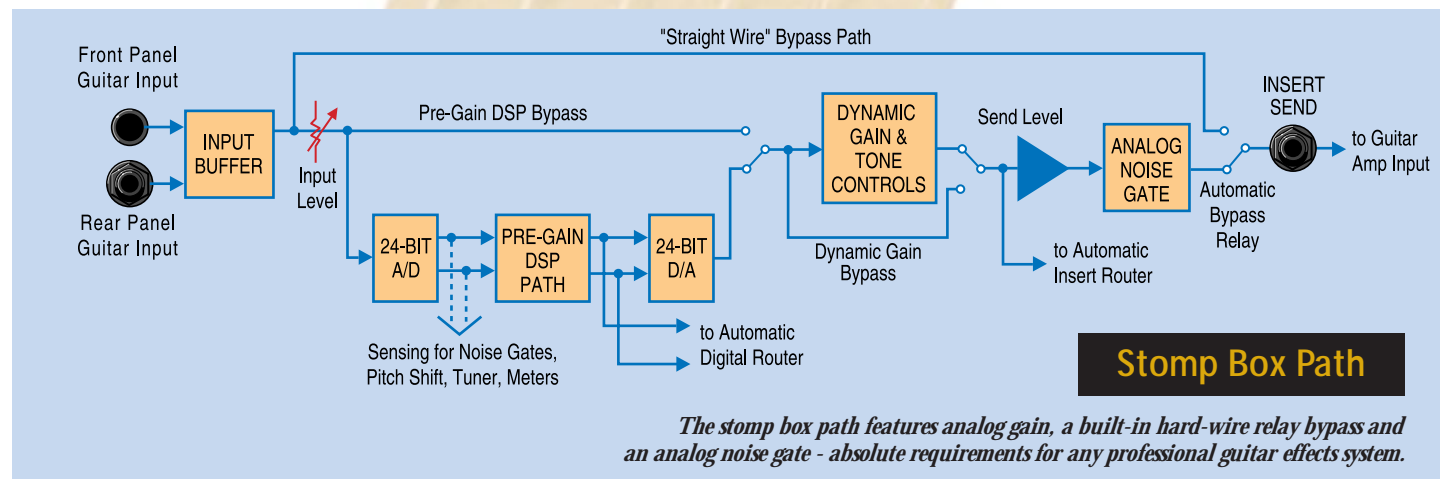 "Straight Wire" Bypass Path
Front Panel
Guitar Input
INPUT
BUFFER
Rear Panel
Guitar Input
Input
Level
Pre-Gain DSP Bypass
24-BIT
A/D
PRE-GAIN
DSP
PATH
24-BIT
D/A
Sensing for Noise Gates,
Pitch Shift, Tuner, Meters
to Automatic
Digital Router
DYNAMIC
GAIN &
TONE
CONTROLS
Dynamic Gain
Bypass
Send Level
to Automatic
Insert Router
ANALOG
NOISE
GATE
Automatic
Bypass
Relay
INSERT
SEND
to Guitar
Amp Input
Stomp Box Path
The stomp box path features analog gain, a built-in hard-wire relay bypass and
an analog noise gate - absolute requirements for any professional guitar effects system.